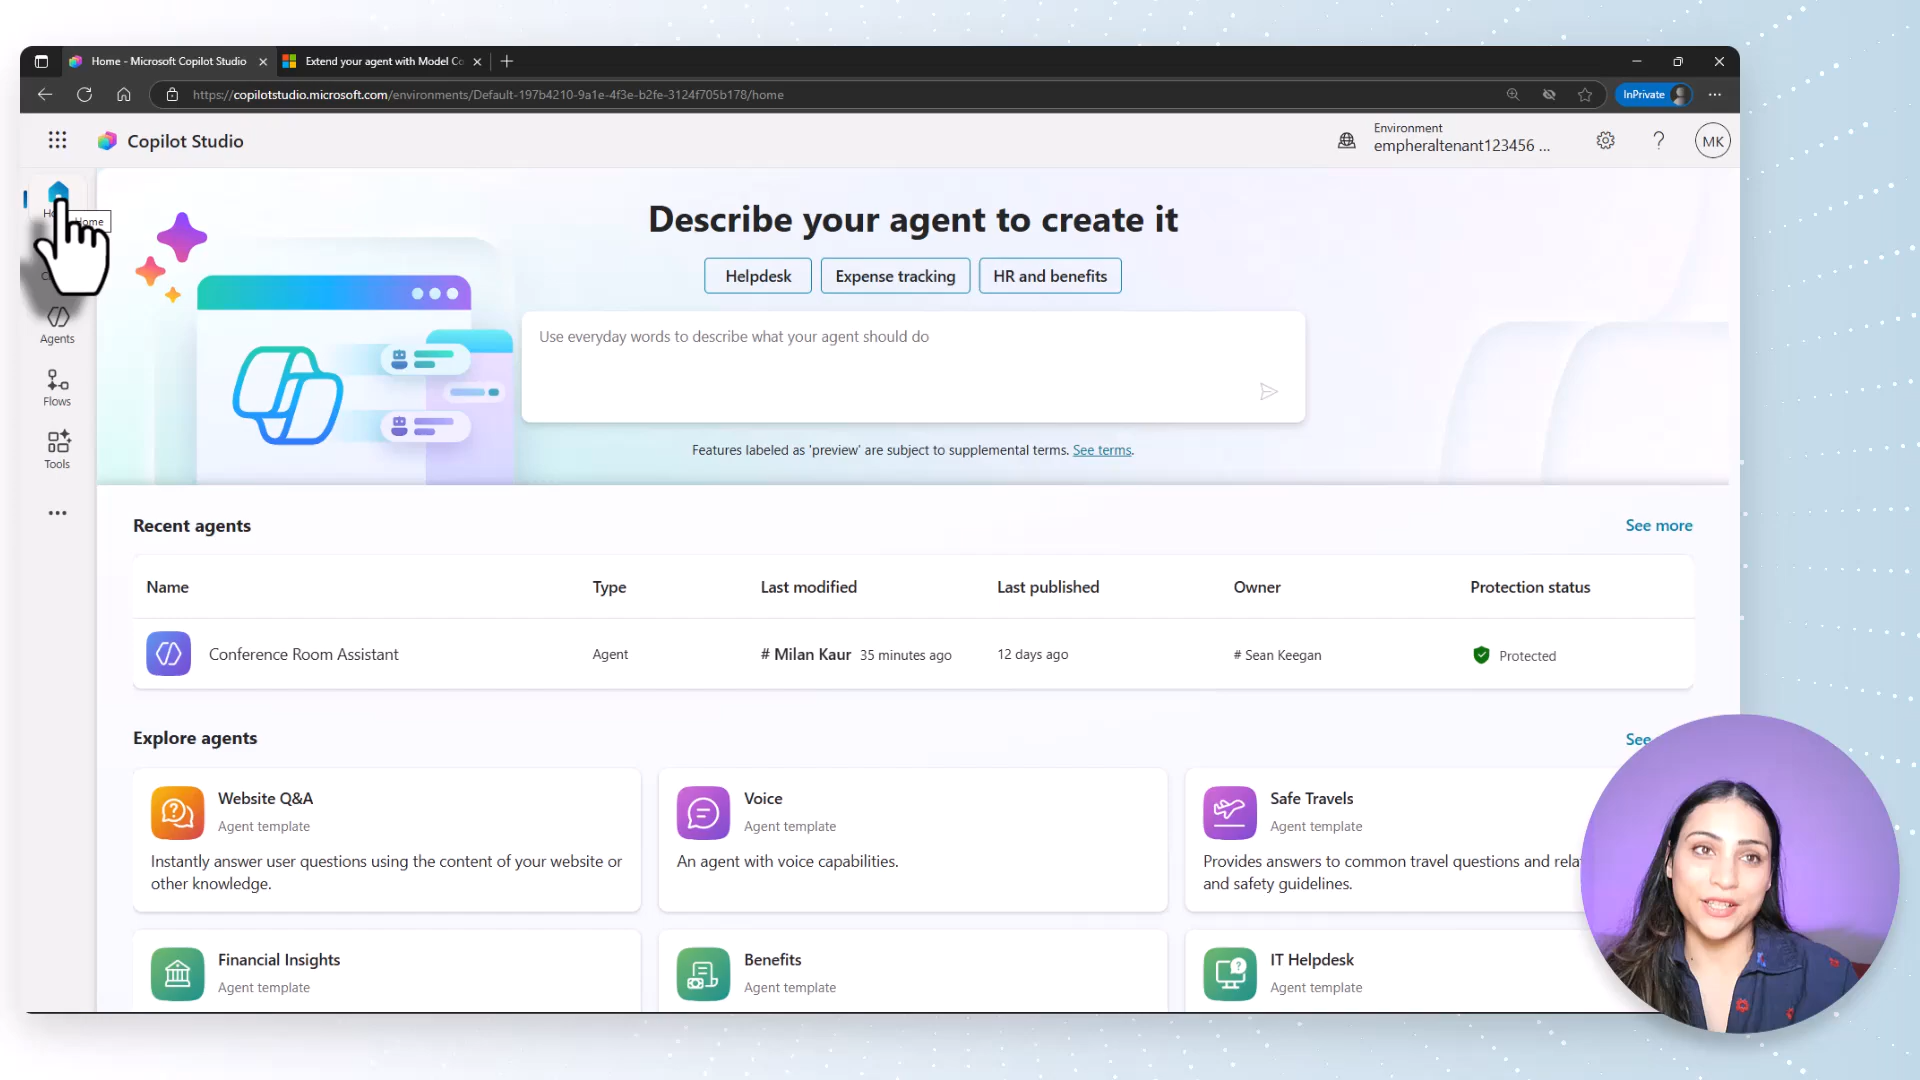 Home - Microsoft Copilot Studio
Extend your agent with Model Co
https://copilotstudio.microsoft.com/environments/Default-197b4210-9a1e-4f3e-b2fe-3124f705b178/home
InPrivate
Copilot Studio
Environment
empheraltenant123456 ...
?
MK
Home
Agents
Flows
Tools
Describe your agent to create it
Helpdesk
Expense tracking
HR and benefits
Use everyday words to describe what your agent should do
Features labeled as 'preview' are subject to supplemental terms. See terms.
Recent agents
See more
Name
Type
Last modified
Last published
Owner
Protection status
Conference Room Assistant
Agent
# Milan Kaur 35 minutes ago
12 days ago
# Sean Keegan
Protected
Explore agents
See
Website Q&A
Agent template
Instantly answer user questions using the content of your website or
other knowledge.
Voice
Agent template
An agent with voice capabilities.
Safe Travels
Agent template
Provides answers to common travel questions and rela
and safety guidelines.
Financial Insights
Agent template
Benefits
Agent template
IT Helpdesk
Agent template